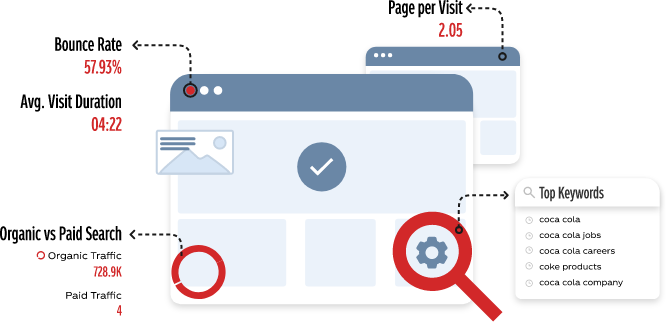 Page per Visit
2.05
Bounce Rate
57.93%
Avg. Visit Duration
04:22
Top Keywords
coca cola
coca cola jobs
coca cola careers
coke products
coca cola company
Organic vs Paid Search
Organic Traffic
728.9K
Paid Traffic
4